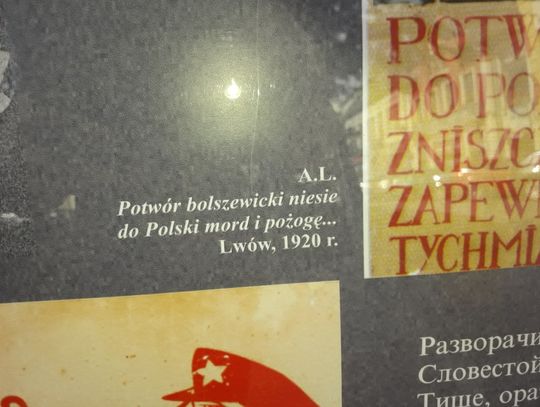 A.L.
Potwór bolszewicki niesie
do Polski mord i pożogę...
Lwów, 1920 r.
POTW
DO PO
ZNISZC
ZAPEW
TYCHMI
Разворачи
Словестой
Тише, ора